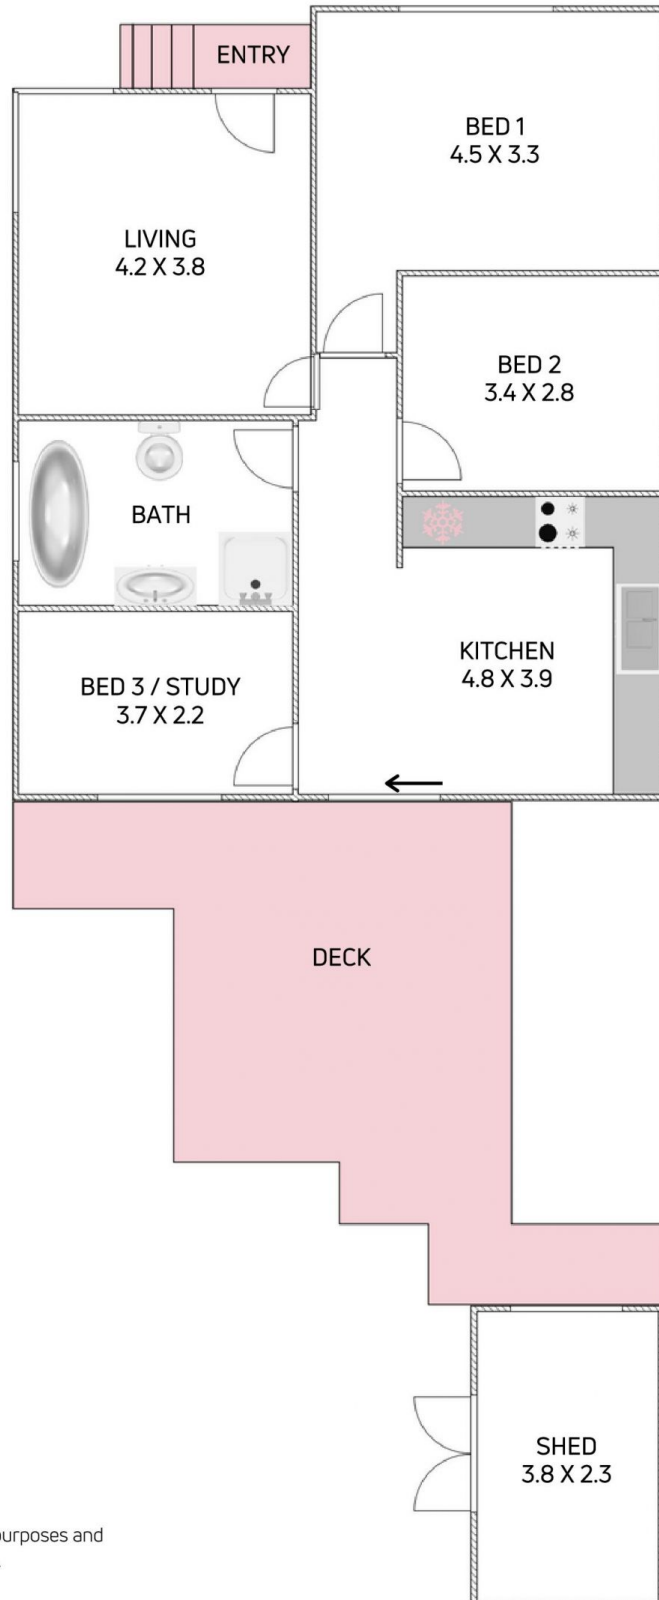 ENTRY
BED 1
4.5 X 3.3
LIVING
4.2 X 3.8
BED 2
3.4 X 2.8
BATH
KITCHEN
4.8 X 3.9
BED 3 / STUDY
3.7 X 2.2
DECK
SHED
3.8 X 2.3
purposes and